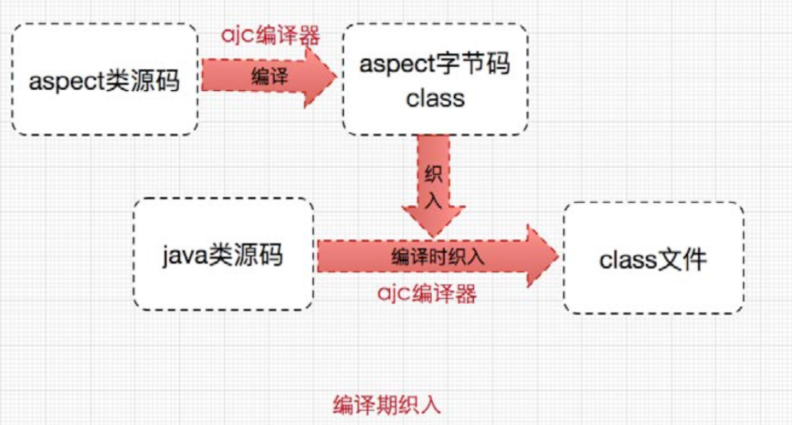 ajc编译器
aspect类源码
编译
aspect字节码
class
织
入
java类源码
编译时织入
class文件
ajc编译器
编译期织入